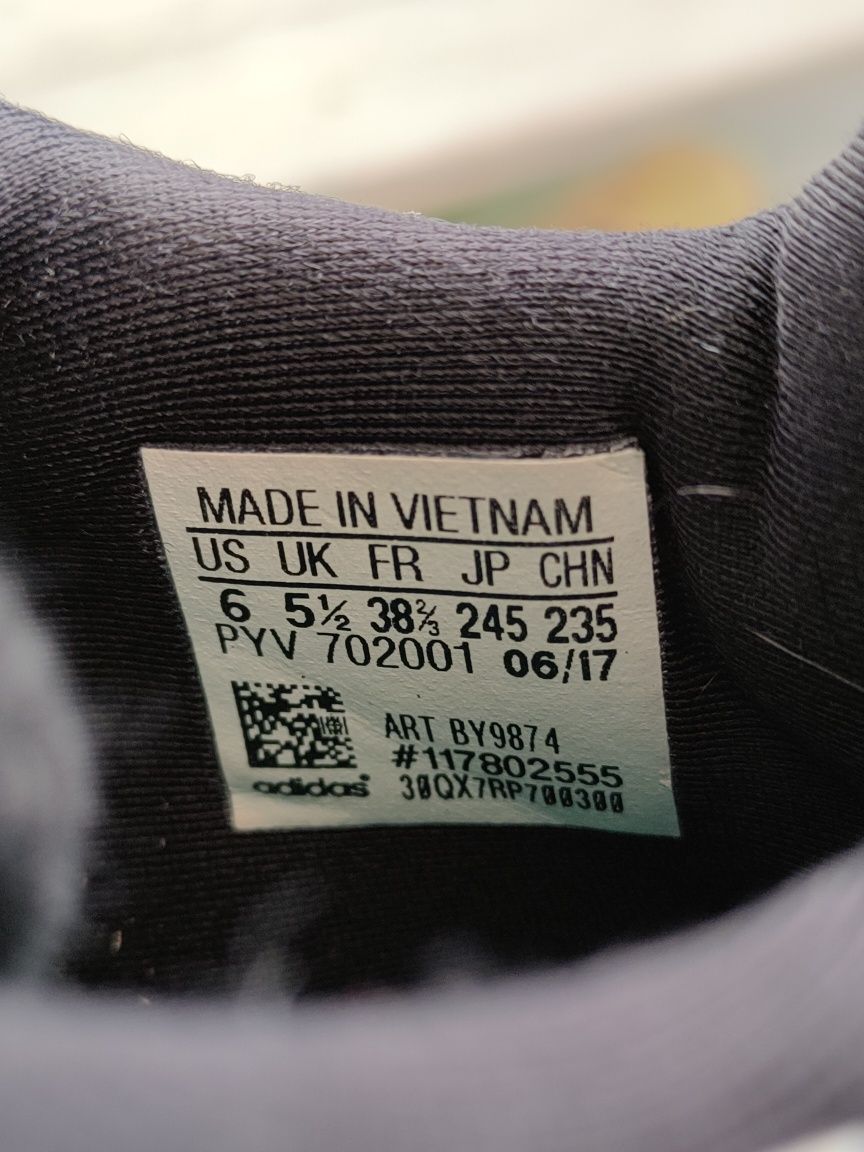 MADE IN VIETNAM
US UK FR JP CHN
6 5½ 38⅔ 245 235
PYV 702001 06/17
ART BY9874
#117802555
adidas 30QX7RP700300